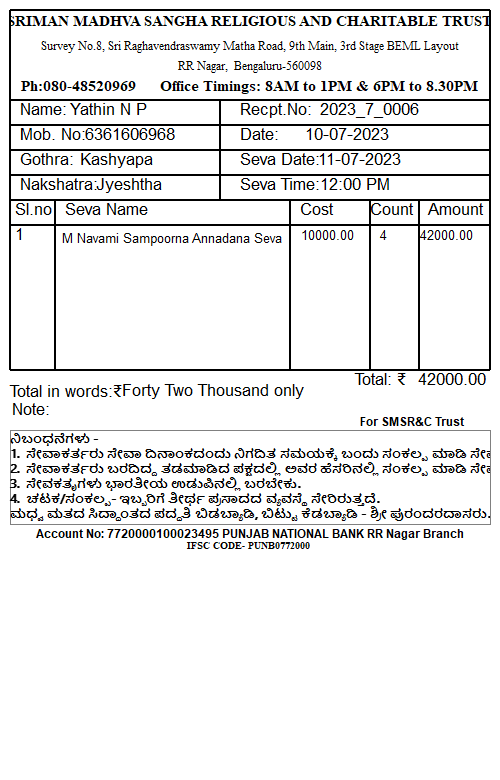 SRIMAN MADHVA SANGHA RELIGIOUS AND CHARITABLE TRUST
Survey No.8, Sri Raghavendraswamy Matha Road, 9th Main, 3rd Stage BEML Layout
RR Nagar, Bengaluru-560098
Ph:080-48520969 Office Timings: 8AM to 1PM & 6PM to 8.30PM
Name: Yathin N P Recpt.No: 2023_7_0006
Mob. No:6361606968 Date: 10-07-2023
Gothra: Kashyapa Seva Date:11-07-2023
Nakshatra:Jyeshtha Seva Time:12:00 PM
Sl.no Seva Name Cost Count Amount
1 M Navami Sampoorna Annadana Seva 10000.00 4 42000.00
Total: ₹ 42000.00
Total in words:₹Forty Two Thousand only
Note:
For SMSR&C Trust
ನಿಬಂಧನೆಗಳು -
1. ಸೇವಾಕರ್ತರು ಸೇವಾ ದಿನಾಂಕದಂದು ನಿಗದಿತ ಸಮಯಕ್ಕೆ ಬಂದು ಸಂಕಲ್ಪ ಮಾಡಿ
2. ಸೇವಾಕರ್ತರು ಬರದಿದ್ದ ತಡಮಾಡಿದ ಪಕ್ಷದಲ್ಲಿ ಅವರ ಹೆಸರಿನಲ್ಲಿ ಸಂಕಲ್ಪ ಮಾಡಿ
3. ಸೇವಕತೃಗಳು ಭಾರತೀಯ ಉಡುಪಿನಲ್ಲಿ ಬರಬೇಕು.
4. ಚಟಕ/ಸಂಕಲ್ಪ- ಇಬ್ಬರಿಗೆ ತೀರ್ಥ ಪ್ರಸಾದದ ವ್ಯವಸ್ಥೆ ಸೇರಿರುತ್ತದೆ.
ಮಧ್ವ ಮತದ ಸಿದ್ಧಾಂತದ ಪದ್ಧತಿ ಬಿಡಬ್ಯಾಡಿ, ಬಿಟ್ಟು ಕೆಡಬ್ಯಾಡಿ - ಶ್ರೀ ಪುರಂದರದಾಸರು.
Account No: 7720000100023495 PUNJAB NATIONAL BANK RR Nagar Branch
IFSC CODE- PUNB0772000